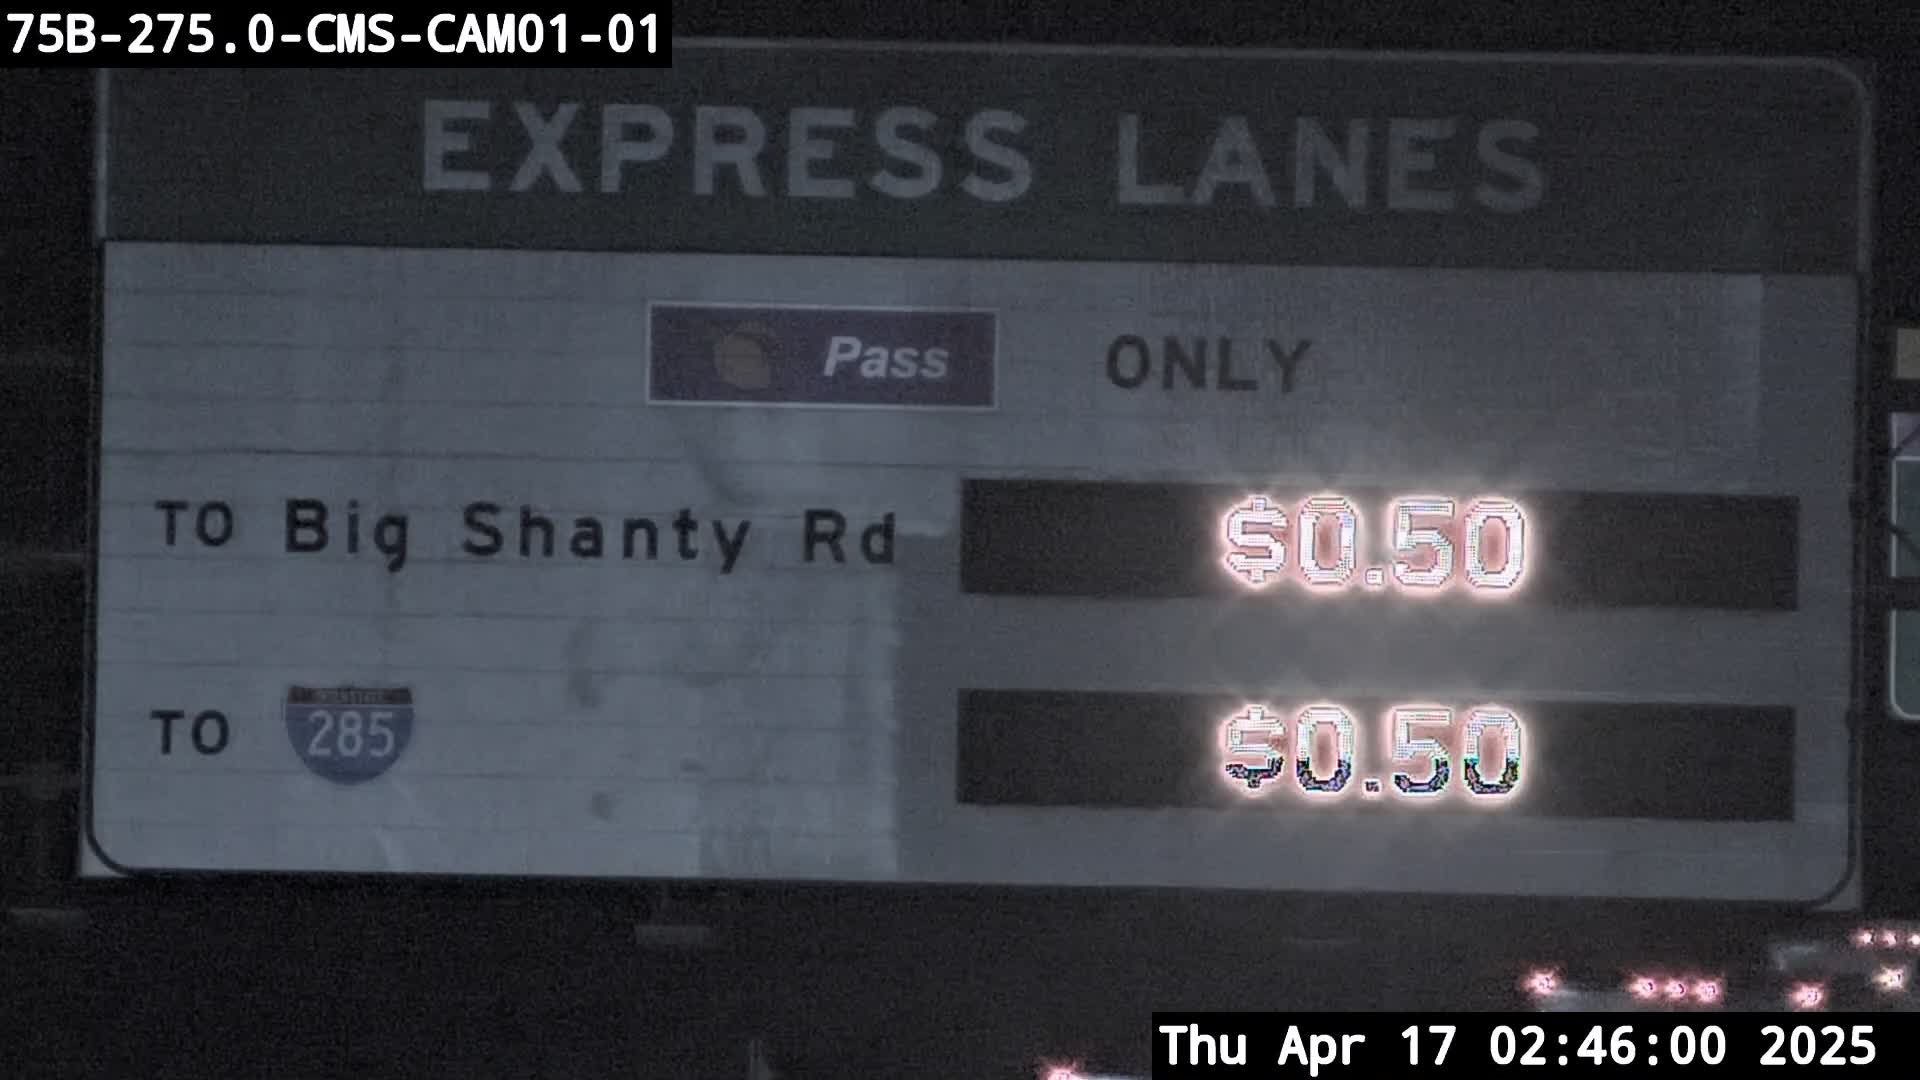 75B-275.0-CMS-CAM01-01
EXPRESS LANES
Pass ONLY
TO Big Shanty Rd $0.50
TO INTERSTATE 285 $0.50
Thu Apr 17 02:46:00 2025